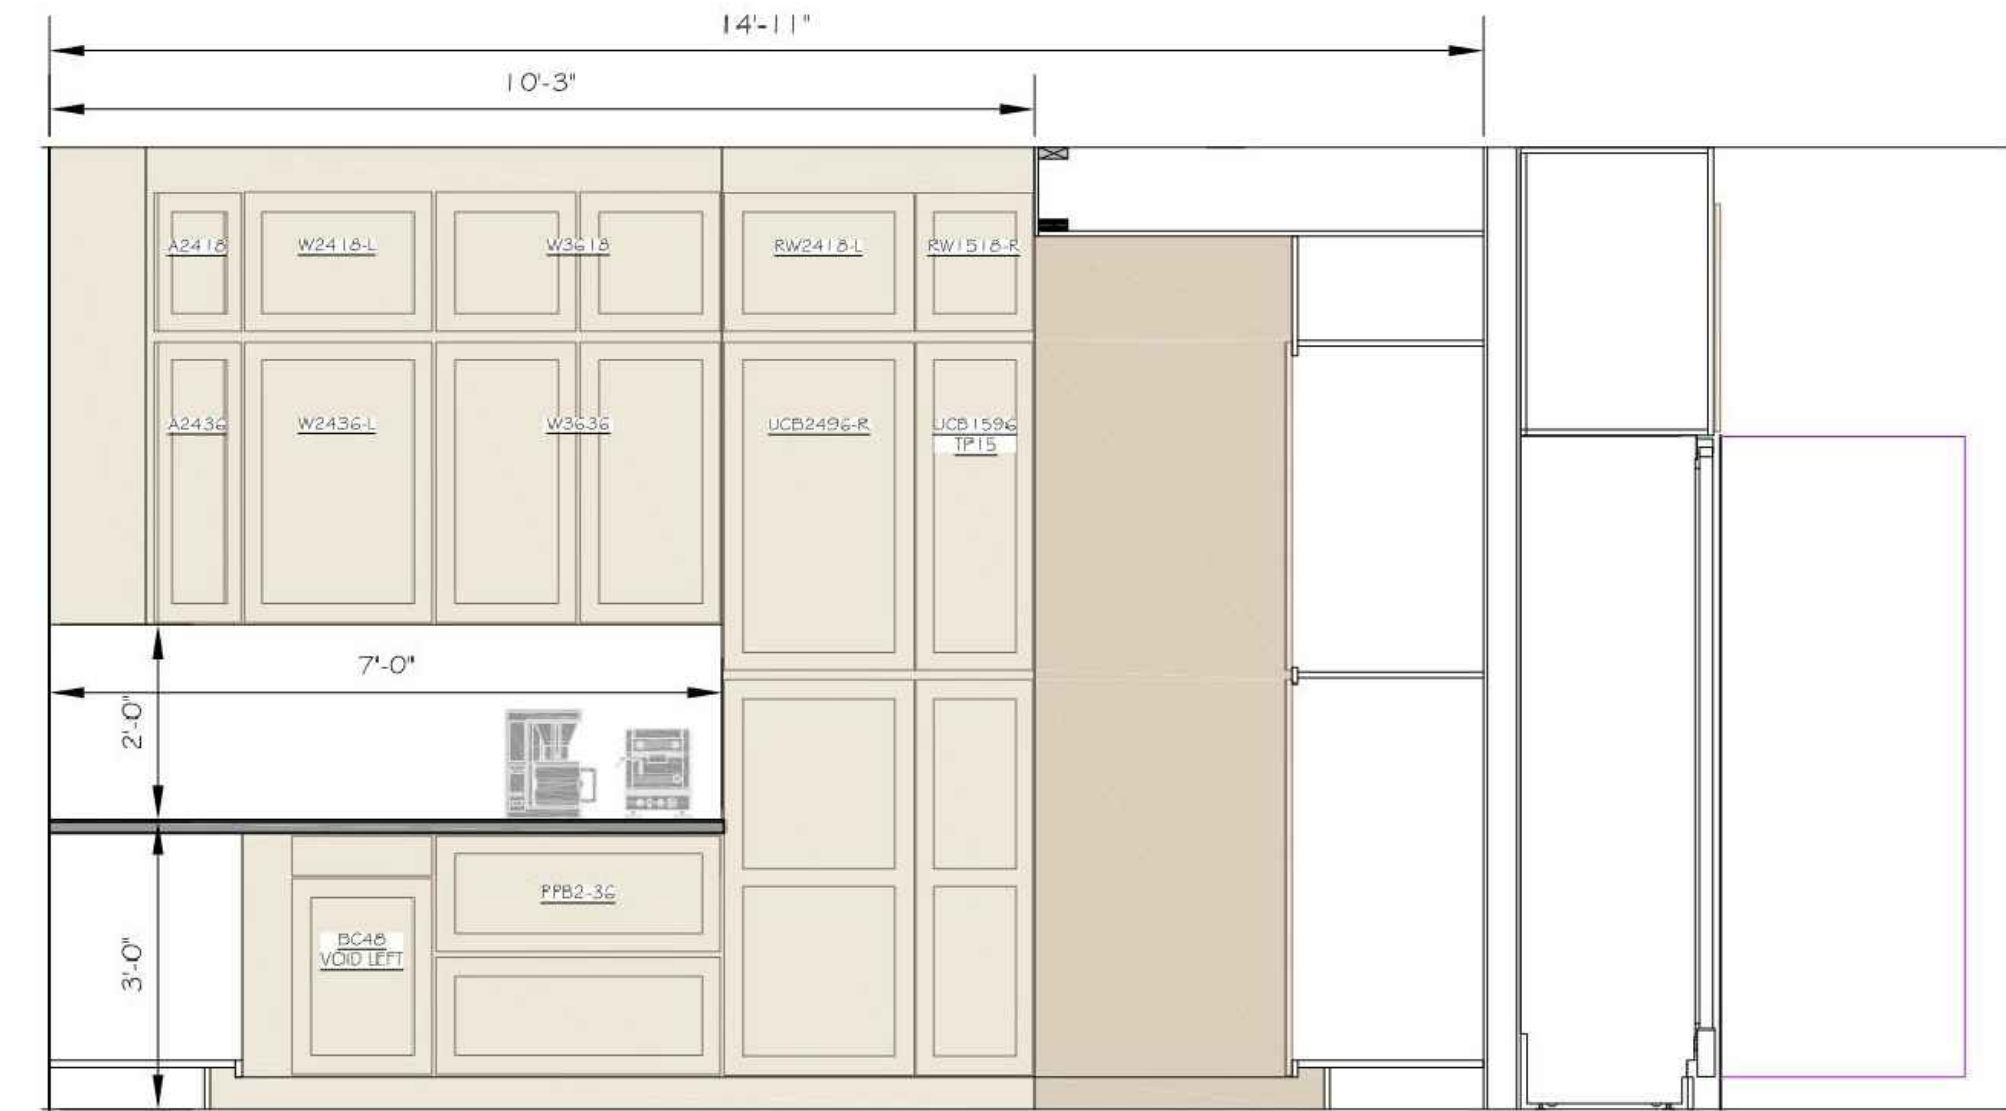 14'-11"
10'-3"
A2418
W2418-L
W3618
RW2418-L
RW1518-R
A2436
W2436-L
W3636
UCB2496-R
UCB1596
TP15
7'-0"
2'-0"
PPB2-36
BC48
VOID LEFT
3'-0"